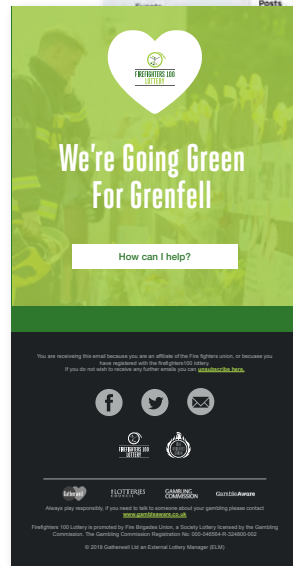 Posts
FIREFIGHTERS 100
LOTTERY
We're Going Green
For Grenfell
How can I help?
You are receiving this email because you are an affiliate of the Fire fighters union, or becuaes you
have registered with the firefighters100 lottery.
If you do not wish to receive any further emails you can unsubscribe here.
FIREFIGHTERS 100
LOTTERY
Gatherwell
LOTTERIES
COUNCIL
GAMBLING
COMMISSION
GambleAware
Always play responsibly, if you need to talk to someone about your gambling please contact
www.gambleaware.co.uk
Firefighters 100 Lottery is promoted by Fire Brigades Union, a Society Lottery licensed by the Gambling
Commission. The Gambling Commission Registration No: 000-046564-R-324800-002
© 2019 Gatherwell Ltd an External Lottery Manager (ELM)